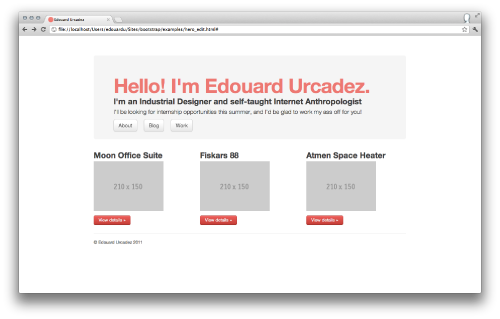 Edouard Urcadez
file://localhost/Users/edouardu/Sites/bootstrap/examples/hero_edit.html#
Hello! I'm Edouard Urcadez.
I'm an Industrial Designer and self-taught Internet Anthropologist
I'll be looking for internship opportunities this summer, and I'd be glad to work my ass off for you!
About Blog Work
Moon Office Suite Fiskars 88 Atmen Space Heater
210 x 150 210 x 150 210 x 150
View details » View details » View details »
© Edouard Urcadez 2011